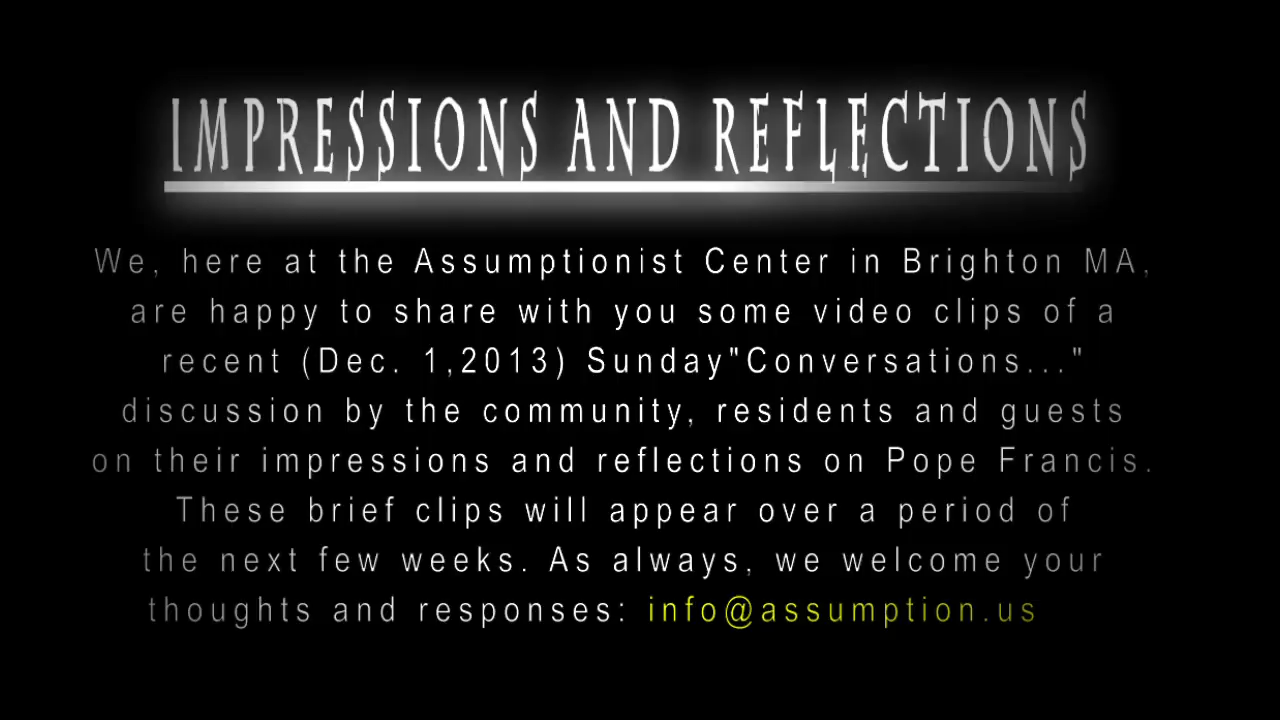 IMPRESSIONS AND REFLECTIONS
We, here at the Assumptionist Center in Brighton MA,
are happy to share with you some video clips of a
recent (Dec. 1,2013) Sunday"Conversations..."
discussion by the community, residents and guests
on their impressions and reflections on Pope Francis.
These brief clips will appear over a period of
the next few weeks. As always, we welcome your
thoughts and responses: info@assumption.us